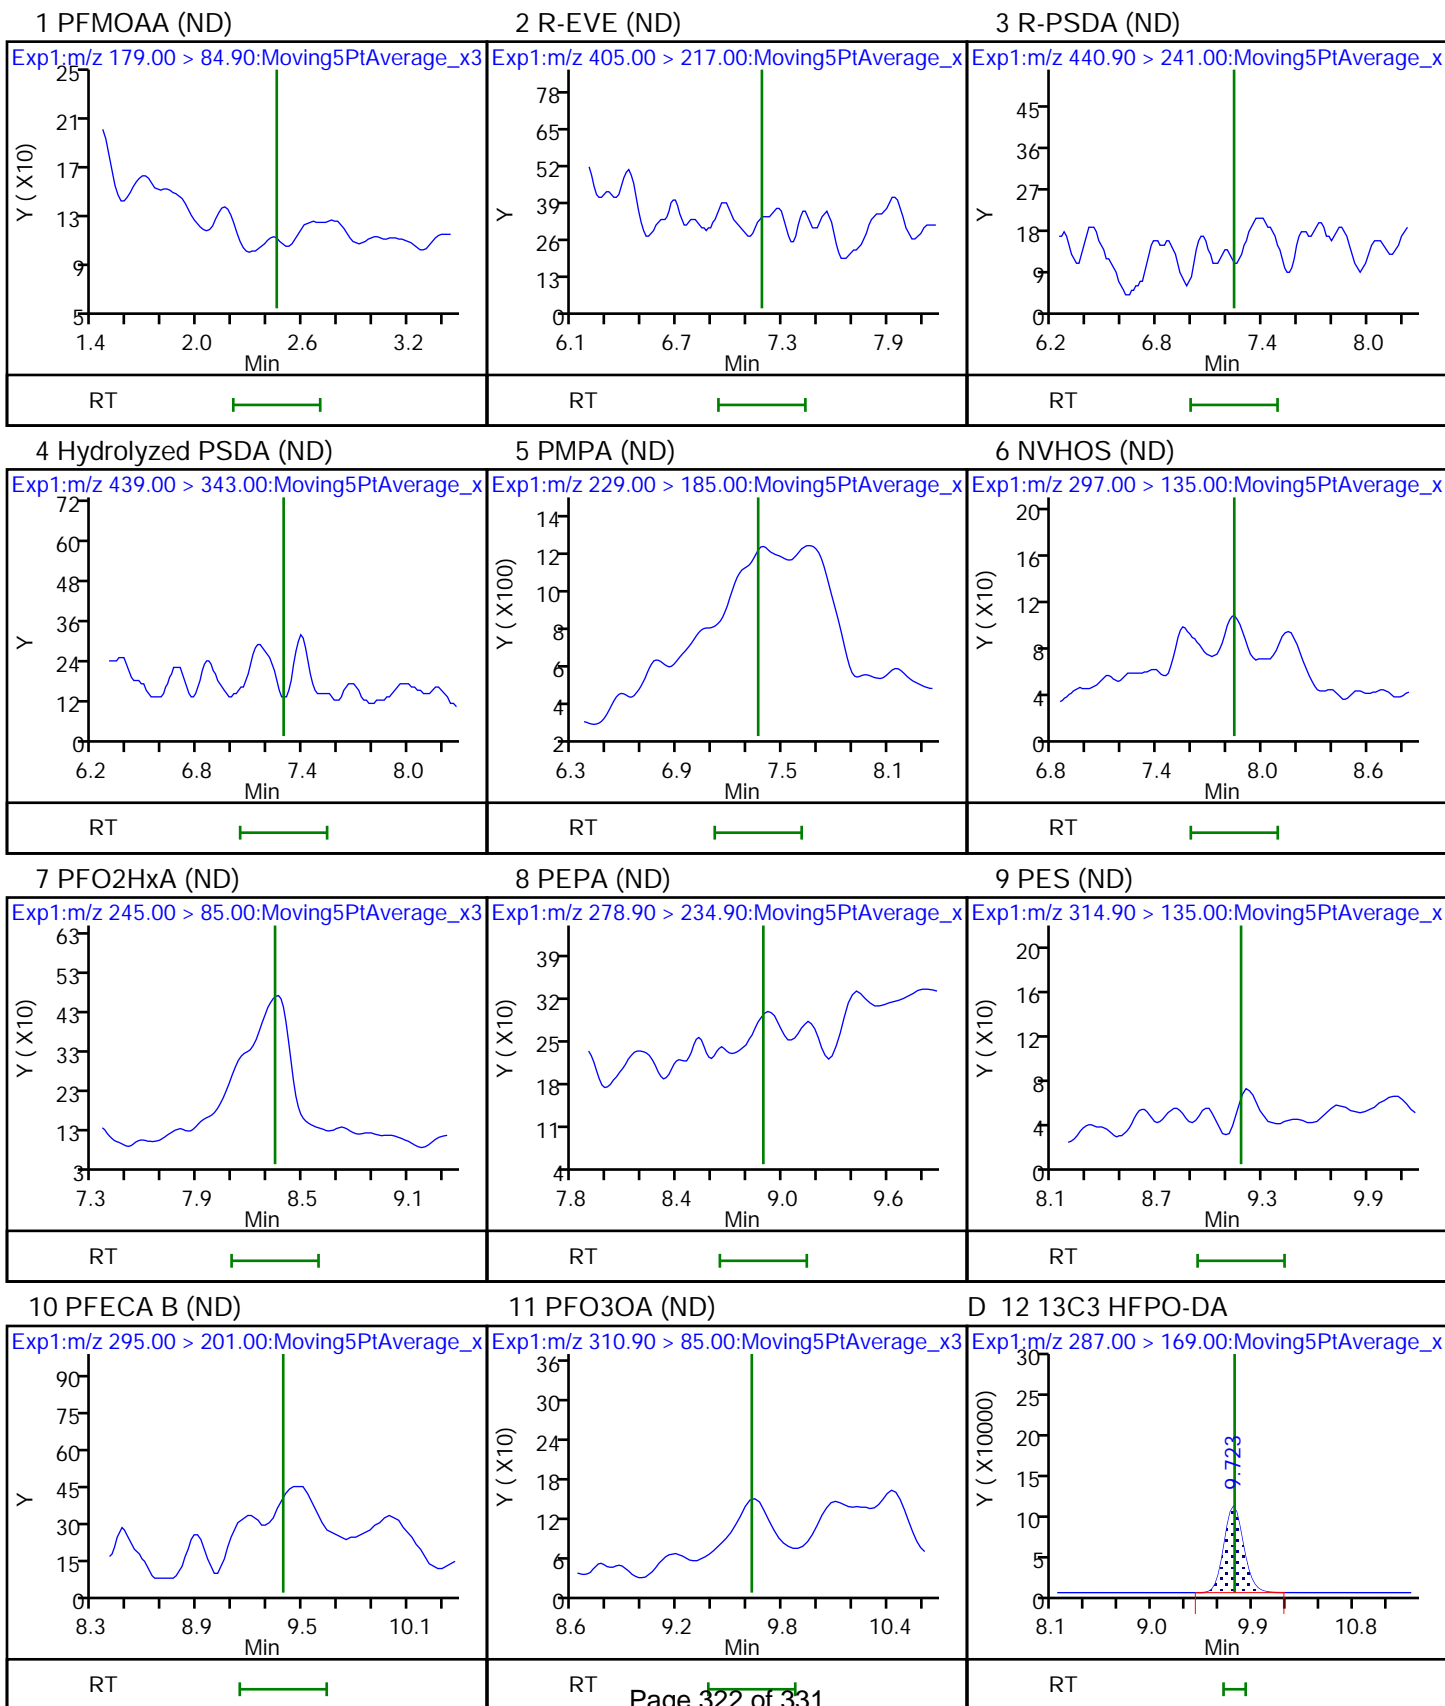 1 PFMOAA (ND)
Exp1:m/z 179.00 > 84.90:Moving5PtAverage_x3
Y ( X10)
25
21
17
13
9
5
1.4 2.0 2.6 3.2
Min
RT
2 R-EVE (ND)
Exp1:m/z 405.00 > 217.00:Moving5PtAverage_x
Y
78
65
52
39
26
13
0
6.1 6.7 7.3 7.9
Min
RT
3 R-PSDA (ND)
Exp1:m/z 440.90 > 241.00:Moving5PtAverage_x
Y
45
36
27
18
9
0
6.2 6.8 7.4 8.0
Min
RT
4 Hydrolyzed PSDA (ND)
Exp1:m/z 439.00 > 343.00:Moving5PtAverage_x
Y
72
60
48
36
24
12
0
6.2 6.8 7.4 8.0
Min
RT
5 PMPA (ND)
Exp1:m/z 229.00 > 185.00:Moving5PtAverage_x
Y ( X100)
14
12
10
8
6
4
2
6.3 6.9 7.5 8.1
Min
RT
6 NVHOS (ND)
Exp1:m/z 297.00 > 135.00:Moving5PtAverage_x
Y ( X10)
20
16
12
8
4
0
6.8 7.4 8.0 8.6
Min
RT
7 PFO2HxA (ND)
Exp1:m/z 245.00 > 85.00:Moving5PtAverage_x3
Y ( X10)
63
53
43
33
23
13
3
7.3 7.9 8.5 9.1
Min
RT
8 PEPA (ND)
Exp1:m/z 278.90 > 234.90:Moving5PtAverage_x
Y ( X10)
39
32
25
18
11
4
7.8 8.4 9.0 9.6
Min
RT
9 PES (ND)
Exp1:m/z 314.90 > 135.00:Moving5PtAverage_x
Y ( X10)
20
16
12
8
4
0
8.1 8.7 9.3 9.9
Min
RT
10 PFECA B (ND)
Exp1:m/z 295.00 > 201.00:Moving5PtAverage_x
Y
90
75
60
45
30
15
0
8.3 8.9 9.5 10.1
Min
RT
11 PFO3OA (ND)
Exp1:m/z 310.90 > 85.00:Moving5PtAverage_x3
Y ( X10)
36
30
24
18
12
6
0
8.6 9.2 9.8 10.4
Min
RT
D 12 13C3 HFPO-DA
Exp1:m/z 287.00 > 169.00:Moving5PtAverage_x
Y ( X10000)
30
25
20
15
10
5
0
9.723
8.1 9.0 9.9 10.8
Min
RT
Page 322 of 331